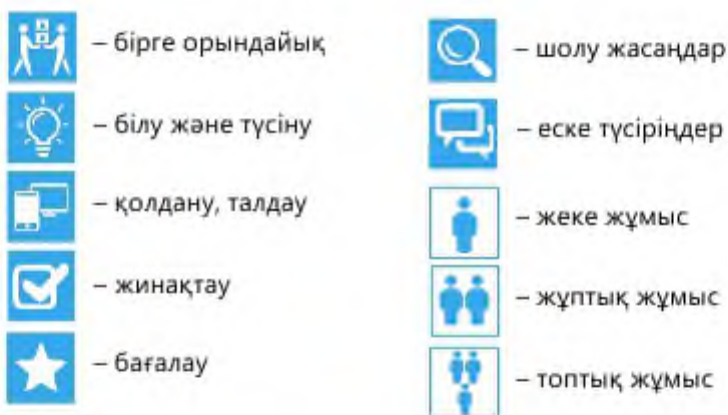 – бірге орындайық
– білу және түсіну
– қолдану, талдау
– жинақтау
– бағалау
– шолу жасаңдар
– еске түсіріңдер
– жеке жұмыс
– жұптық жұмыс
– топтық жұмыс